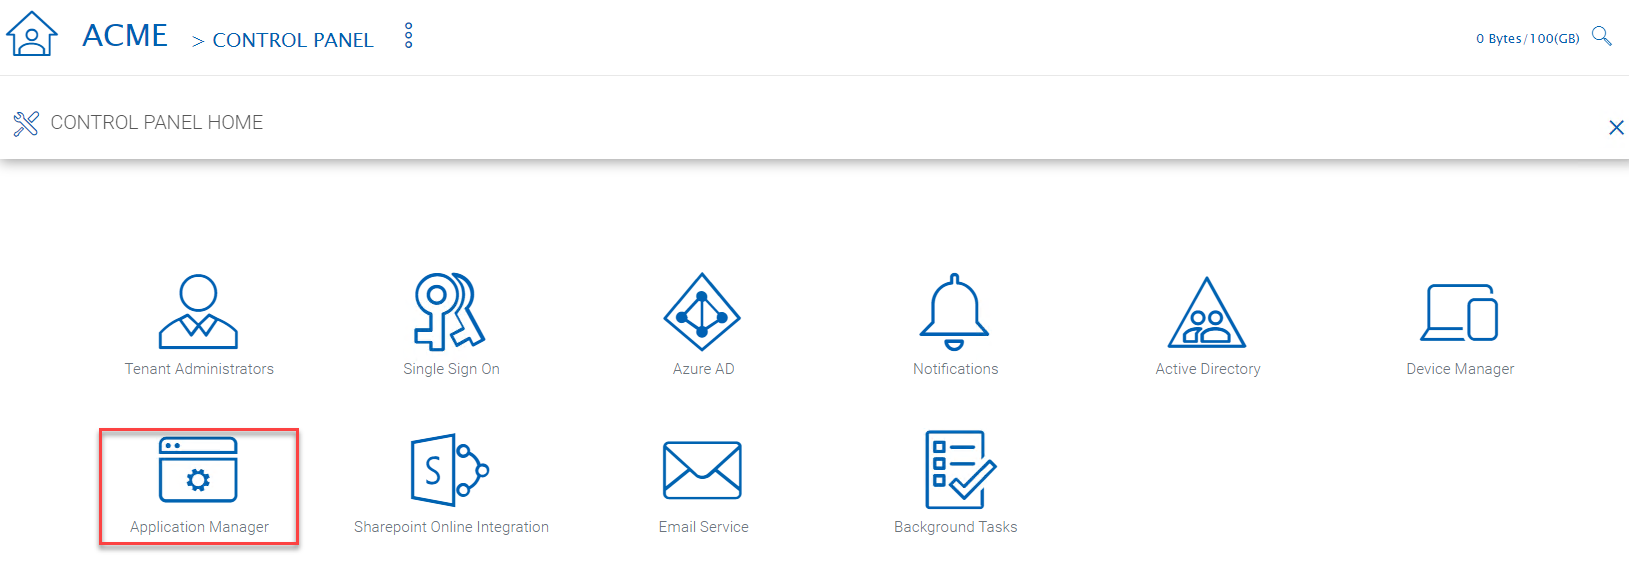 ACME > CONTROL PANEL
0 Bytes/100(GB)
CONTROL PANEL HOME
Tenant Administrators
Single Sign On
Azure AD
Notifications
Active Directory
Device Manager
Application Manager
S
Sharepoint Online Integration
Email Service
Background Tasks